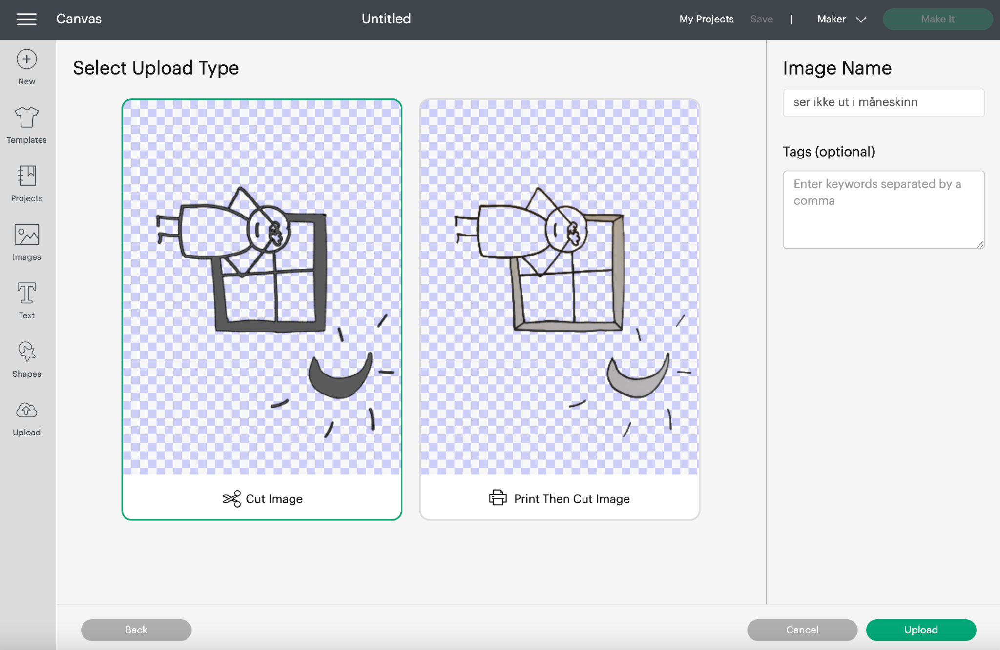 Canvas
Untitled
My Projects
Save
|
Maker
Make It
New
Templates
Projects
Images
Text
Shapes
Upload
Select Upload Type
Cut Image
Print Then Cut Image
Image Name
ser ikke ut i måneskinn
Tags (optional)
Enter keywords separated by a
comma
Back
Cancel
Upload